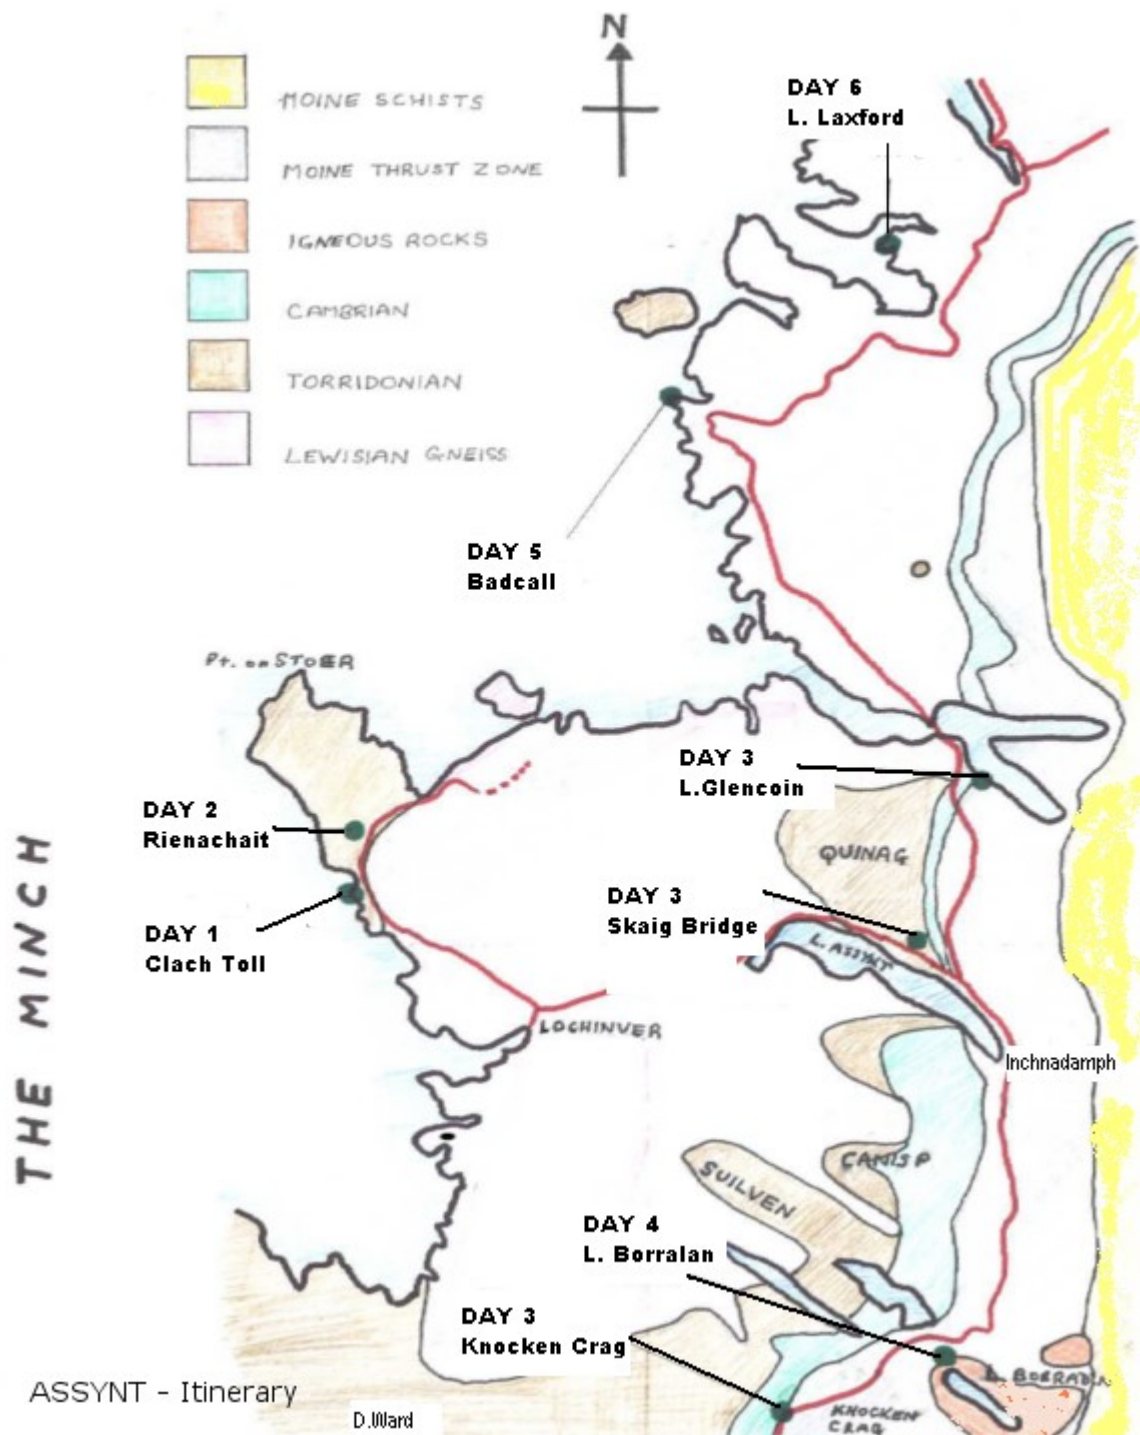 N
MOINE SCHISTS
MOINE THRUST ZONE
IGNEOUS ROCKS
CAMBRIAN
TORRIDONIAN
LEWISIAN GNEISS
DAY 6
L. Laxford
DAY 5
Badcall
Pt. on STOER
DAY 3
L.Glencoin
DAY 2
Rienachait
QUINAG
DAY 3
Skaig Bridge
DAY 1
Clach Toll
L. ASSYNT
THE MINCH
LOCHINVER
Inchnadamph
CANISP
SUILVEN
DAY 4
L. Borralan
DAY 3
Knocken Crag
ASSYNT - Itinerary
D.Ward
KNOCKEN
CRAG